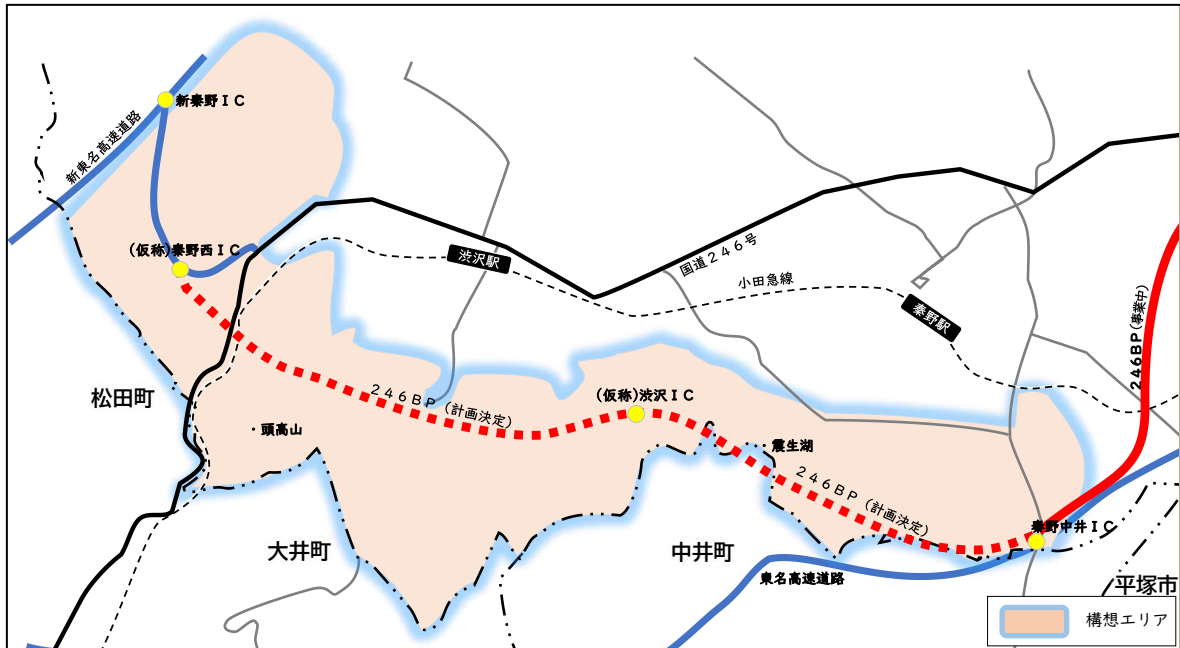 新秦野ＩＣ
新東名高速道路
(仮称)秦野西ＩＣ
渋沢駅
国道２４６号
小田急線
秦野駅
２４６ＢＰ(事業中)
松田町
２４６ＢＰ（計画決定）
(仮称)渋沢ＩＣ
頭高山
震生湖
２４６ＢＰ（計画決定）
秦野中井ＩＣ
大井町
中井町
東名高速道路
平塚市
構想エリア